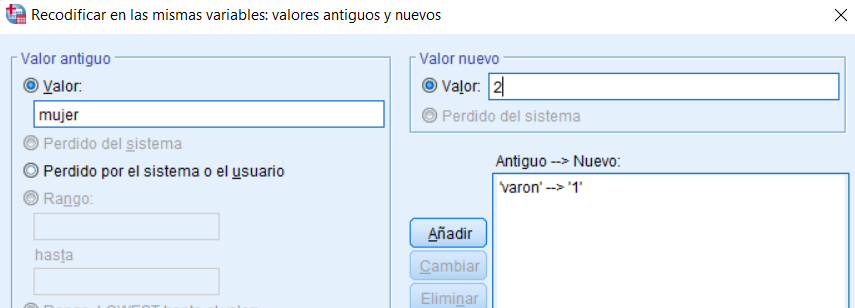 Recodificar en las mismas variables: valores antiguos y nuevos
Valor antiguo
Valor:
mujer
Perdido del sistema
Perdido por el sistema o el usuario
Rango:
hasta
Valor nuevo
Valor: 2
Perdido del sistema
Antiguo --> Nuevo:
'varon' --> '1'
Añadir
Cambiar
Eliminar